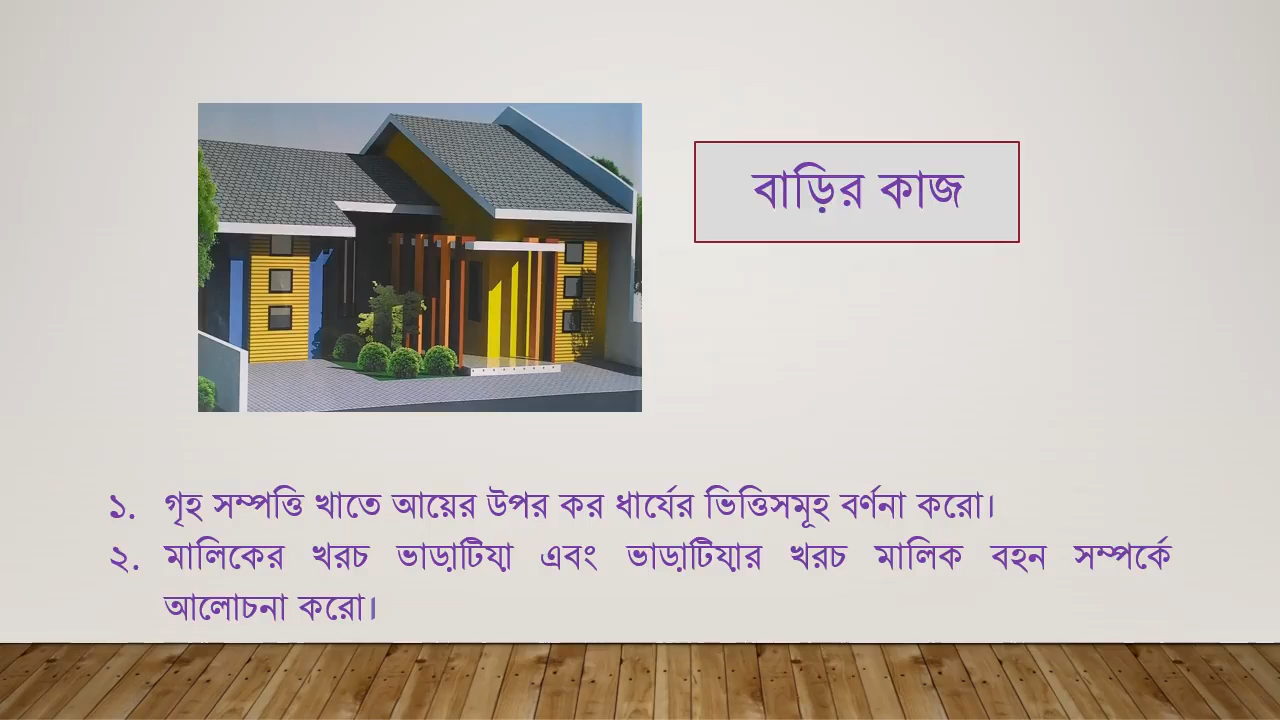 বাড়ির কাজ
১. গৃহ সম্পত্তি খাতে আয়ের উপর কর ধার্যের ভিত্তিসমূহ বর্ণনা করো।
২. মালিকের খরচ ভাড়াটিয়া এবং ভাড়াটিয়ার খরচ মালিক বহন সম্পর্কে
আলোচনা করো।